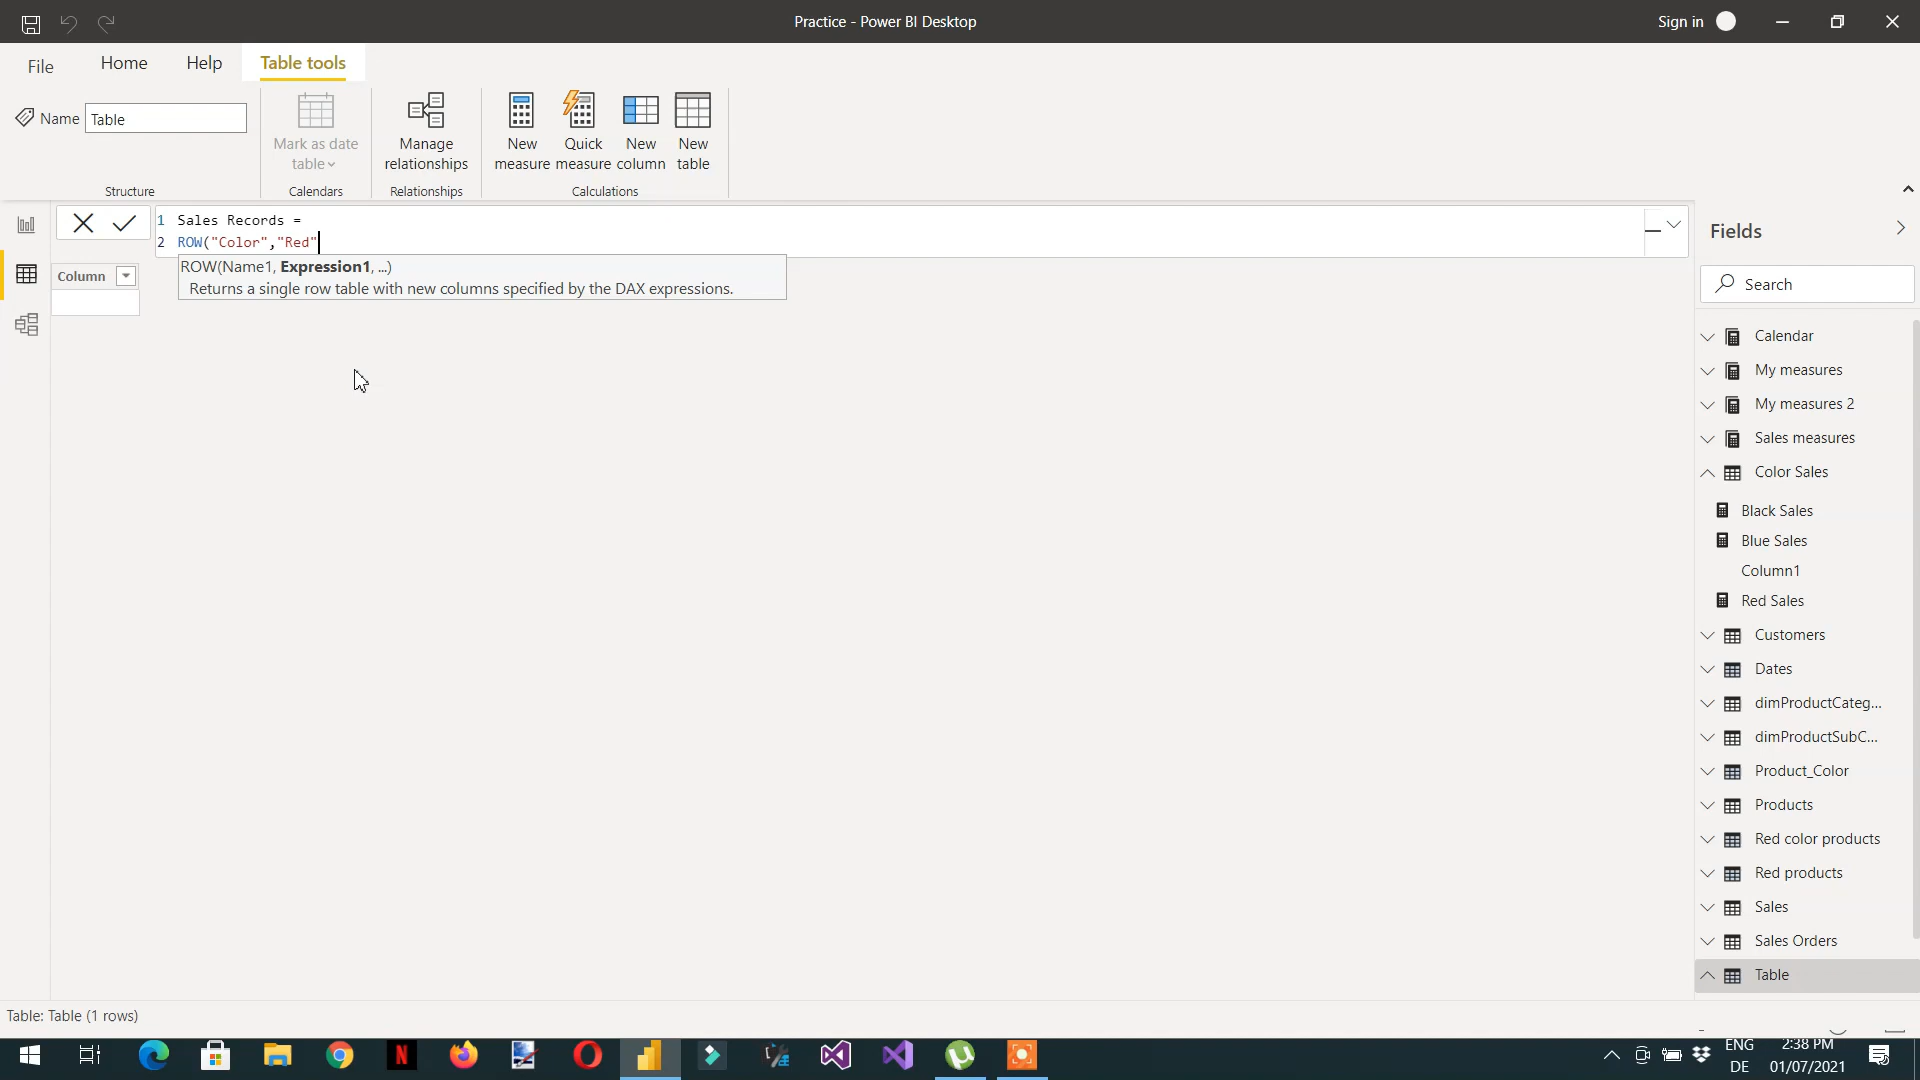 Practice - Power BI Desktop
Sign in
File
Home
Help
Table tools
Name
Table
Mark as date table
Manage relationships
New measure
Quick measure
New column
New table
Structure
Calendars
Relationships
Calculations
1 Sales Records =
2 ROW("Color","Red"
Column
ROW(Name1, Expression1, ...)
Returns a single row table with new columns specified by the DAX expressions.
Fields
Search
Calendar
My measures
My measures 2
Sales measures
Color Sales
Black Sales
Blue Sales
Column1
Red Sales
Customers
Dates
dimProductCateg...
dimProductSubC...
Product_Color
Products
Red color products
Red products
Sales
Sales Orders
Table
Table: Table (1 rows)
N
ENG
DE
2:38 PM
01/07/2021